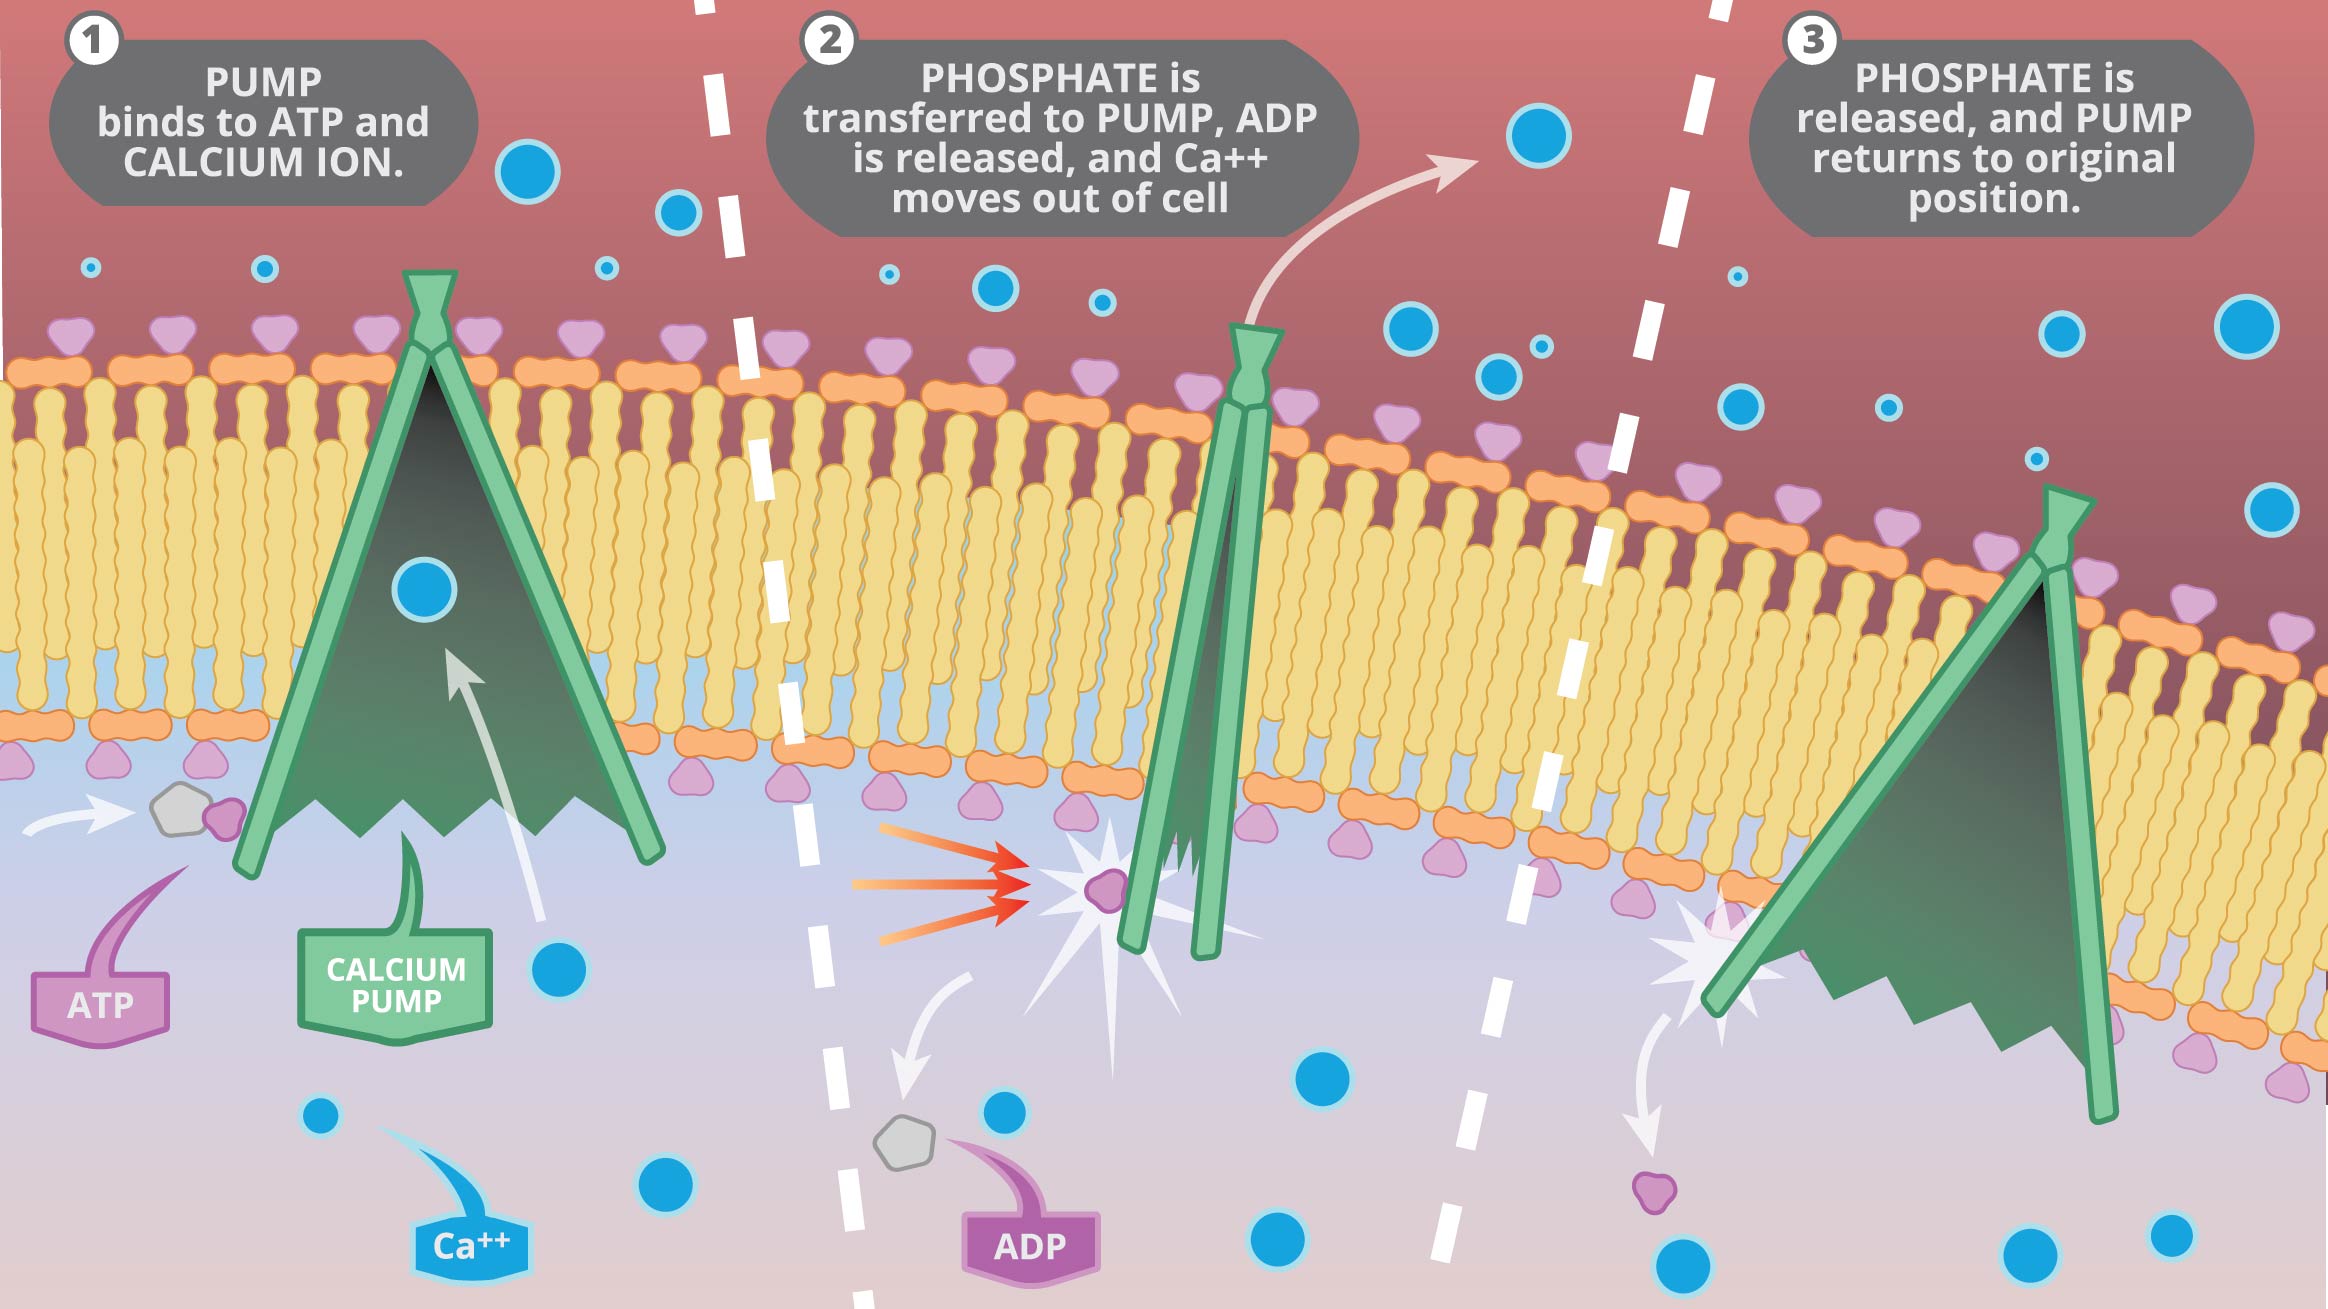 1
PUMP
binds to ATP and
CALCIUM ION.
2
PHOSPHATE is
transferred to PUMP, ADP
is released, and Ca++
moves out of cell
3
PHOSPHATE is
released, and PUMP
returns to original
position.
ATP
CALCIUM
PUMP
Ca++
ADP